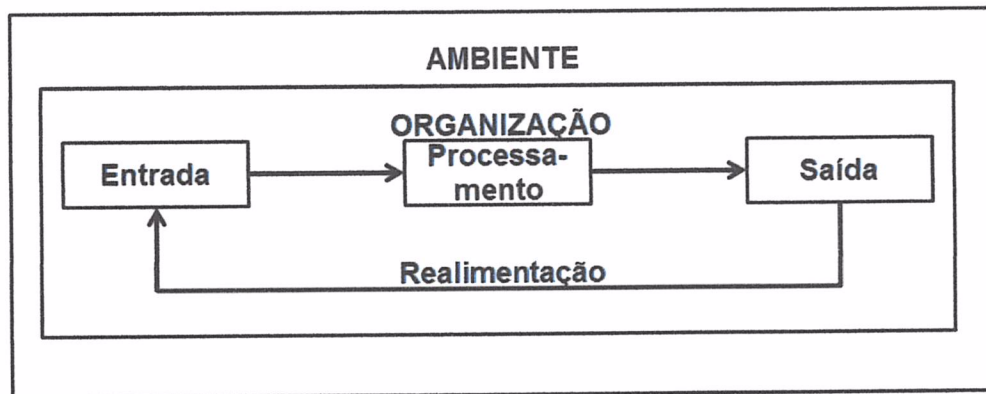 AMBIENTE
ORGANIZAÇÃO
Entrada
Processa-
mento
Saída
Realimentação